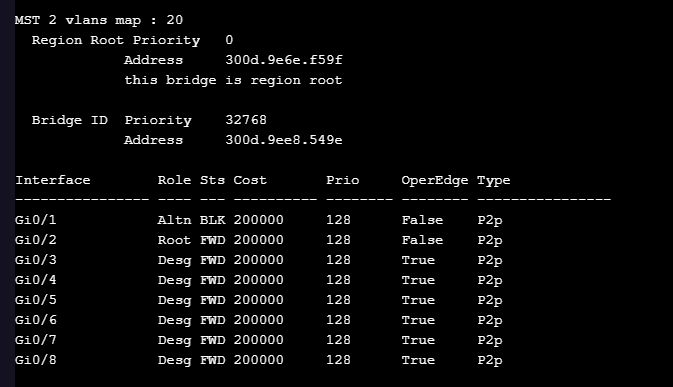 MST 2 vlans map : 20
Region Root Priority 0
Address 300d.9e6e.f59f
this bridge is region root
Bridge ID Priority 32768
Address 300d.9ee8.549e
Interface Role Sts Cost Prio OperEdge Type
---------------- ---- --- ---------- -------- -------- ----------------
Gi0/1 Altn BLK 200000 128 False P2p
Gi0/2 Root FWD 200000 128 False P2p
Gi0/3 Desg FWD 200000 128 True P2p
Gi0/4 Desg FWD 200000 128 True P2p
Gi0/5 Desg FWD 200000 128 True P2p
Gi0/6 Desg FWD 200000 128 True P2p
Gi0/7 Desg FWD 200000 128 True P2p
Gi0/8 Desg FWD 200000 128 True P2p